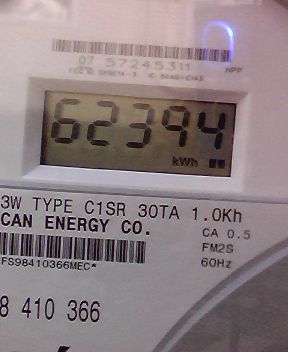 07 57245311
62394
kWh
3W TYPE C1SR 30TA 1.0Kh
CAN ENERGY CO.
CA 0.5
FM2S
60Hz
FS98410366MEC*
8 410 366